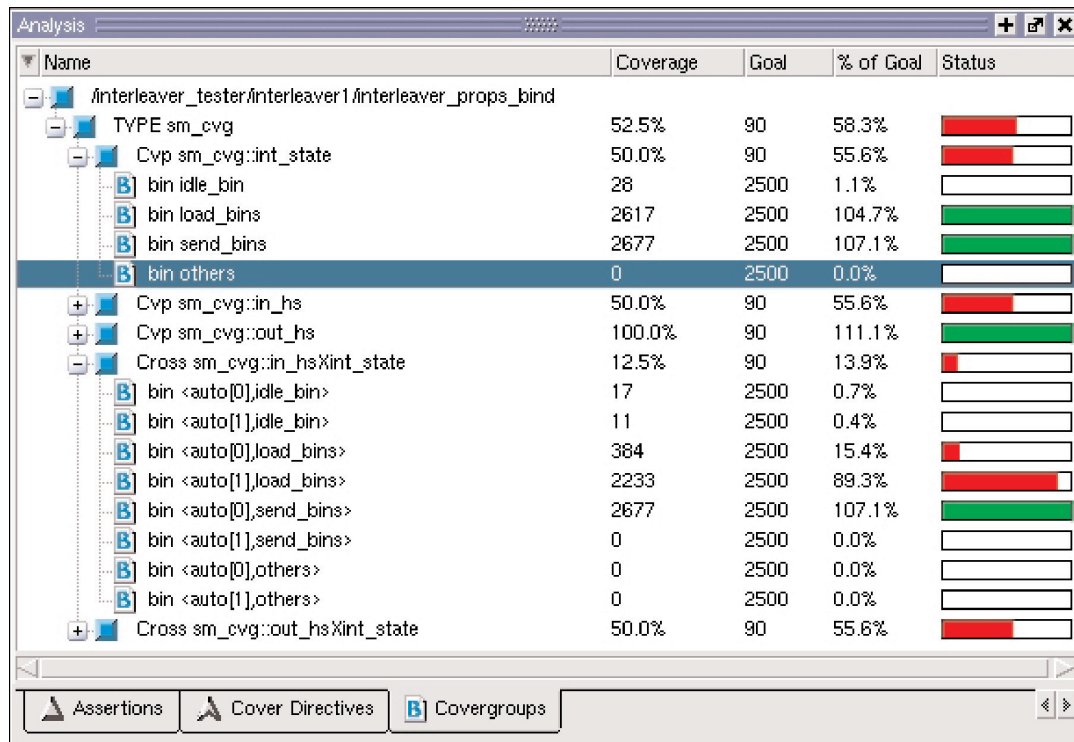 Analysis
Name Coverage Goal % of Goal Status
/interleaver_tester/interleaver1/interleaver_props_bind
TYPE sm_cvg 52.5% 90 58.3%
Cvp sm_cvg::int_state 50.0% 90 55.6%
B bin idle_bin 28 2500 1.1%
B bin load_bins 2617 2500 104.7%
B bin send_bins 2677 2500 107.1%
B bin others 0 2500 0.0%
Cvp sm_cvg::in_hs 50.0% 90 55.6%
Cvp sm_cvg::out_hs 100.0% 90 111.1%
Cross sm_cvg::in_hsXint_state 12.5% 90 13.9%
B bin <auto[0],idle_bin> 17 2500 0.7%
B bin <auto[1],idle_bin> 11 2500 0.4%
B bin <auto[0],load_bins> 384 2500 15.4%
B bin <auto[1],load_bins> 2233 2500 89.3%
B bin <auto[0],send_bins> 2677 2500 107.1%
B bin <auto[1],send_bins> 0 2500 0.0%
B bin <auto[0],others> 0 2500 0.0%
B bin <auto[1],others> 0 2500 0.0%
Cross sm_cvg::out_hsXint_state 50.0% 90 55.6%
Assertions Cover Directives B Covergroups